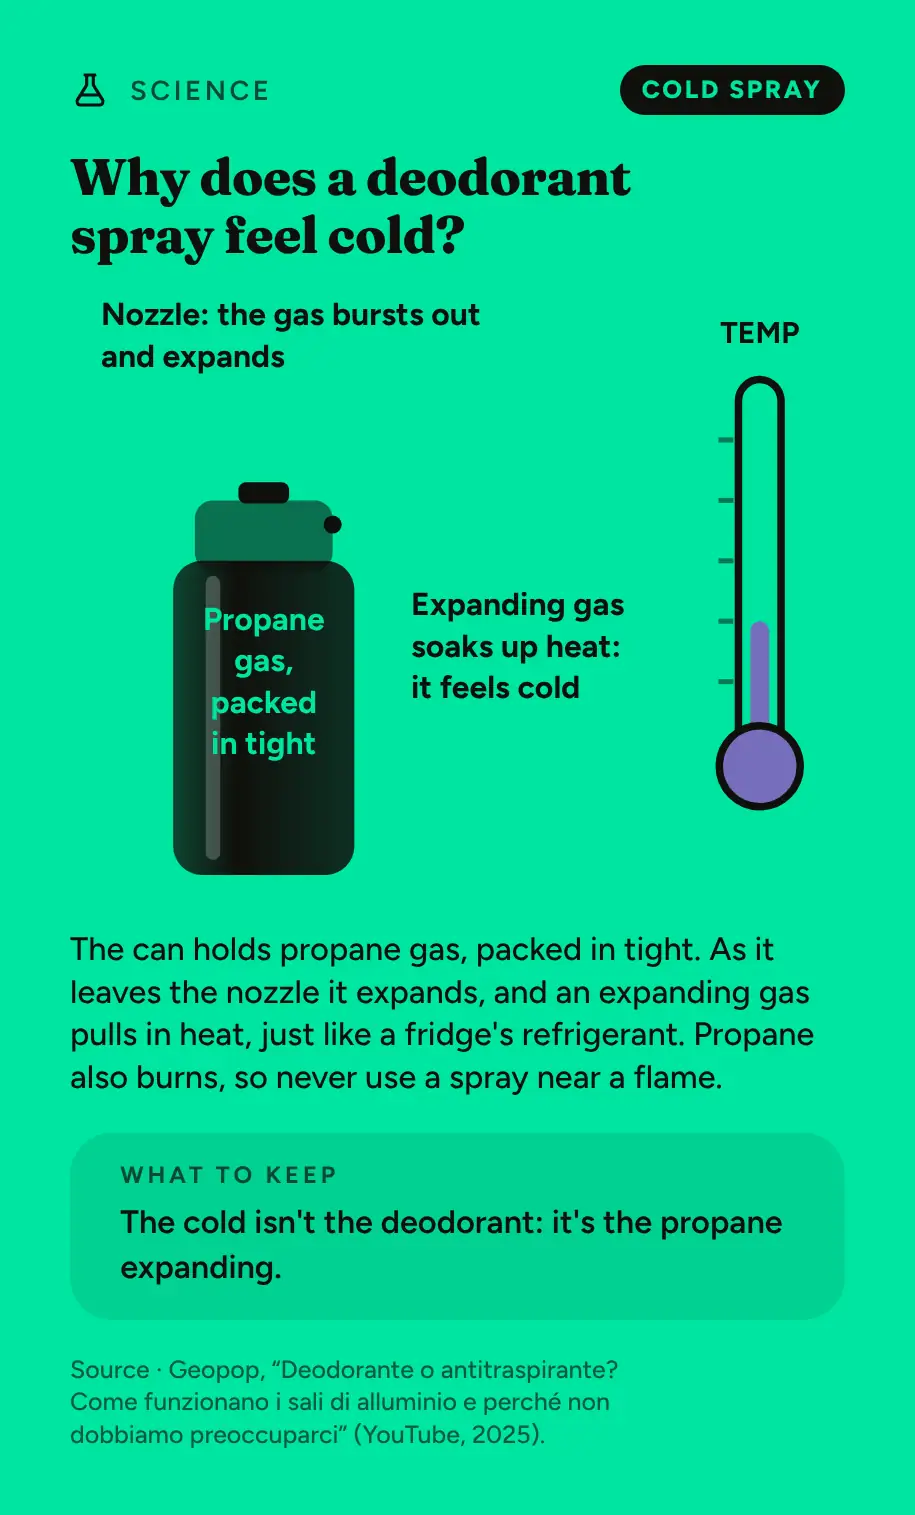 SCIENCE
COLD SPRAY
Why does a deodorant
spray feel cold?
Nozzle: the gas bursts out
and expands
TEMP
Propane
gas,
packed
in tight
Expanding gas
soaks up heat:
it feels cold
The can holds propane gas, packed in tight. As it
leaves the nozzle it expands, and an expanding gas
pulls in heat, just like a fridge's refrigerant. Propane
also burns, so never use a spray near a flame.
WHAT TO KEEP
The cold isn't the deodorant: it's the propane
expanding.
Source · Geopop, “Deodorante o antitraspirante?
Come funzionano i sali di alluminio e perché non
dobbiamo preoccuparci” (YouTube, 2025).